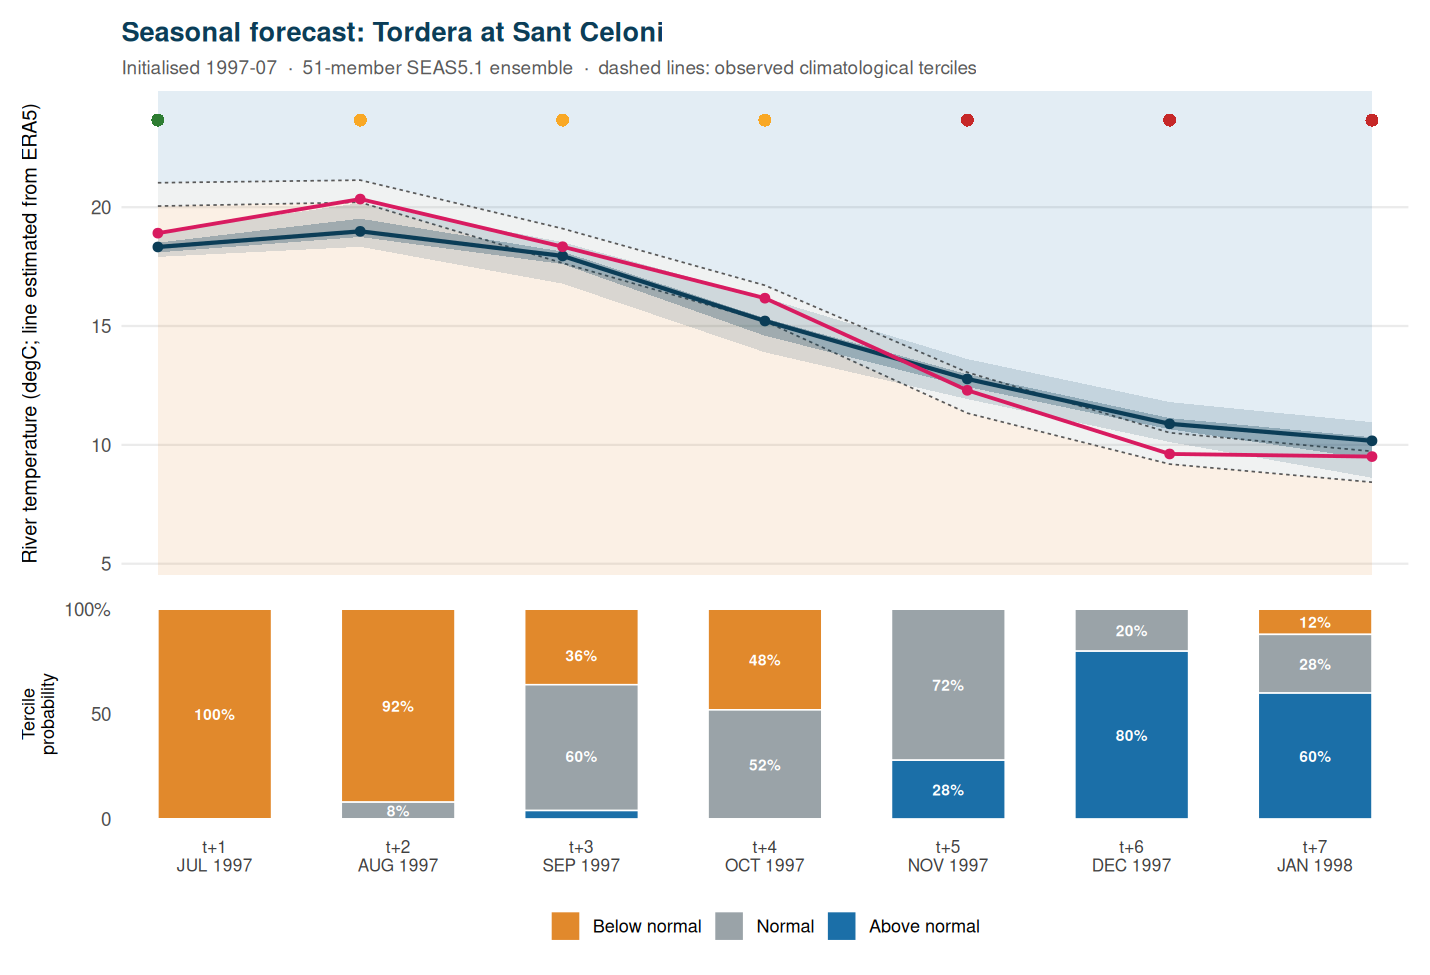 Seasonal forecast: Tordera at Sant Celoni
Initialised 1997-07 · 51-member SEAS5.1 ensemble · dashed lines: observed climatological terciles
River temperature (degC; line estimated from ERA5)
20
15
10
5
Tercile
probability
100%
50
0
100%
92%
8%
36%
60%
48%
52%
72%
28%
20%
80%
12%
28%
60%
t+1
JUL 1997
t+2
AUG 1997
t+3
SEP 1997
t+4
OCT 1997
t+5
NOV 1997
t+6
DEC 1997
t+7
JAN 1998
Below normal
Normal
Above normal